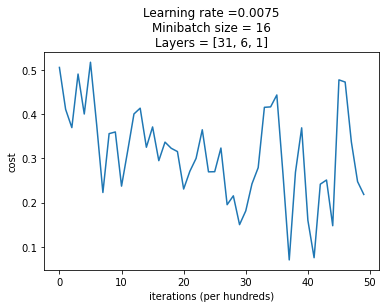 Learning rate =0.0075
Minibatch size = 16
Layers = [31, 6, 1]
0.5
0.4
0.3
0.2
0.1
cost
0 10 20 30 40 50
iterations (per hundreds)